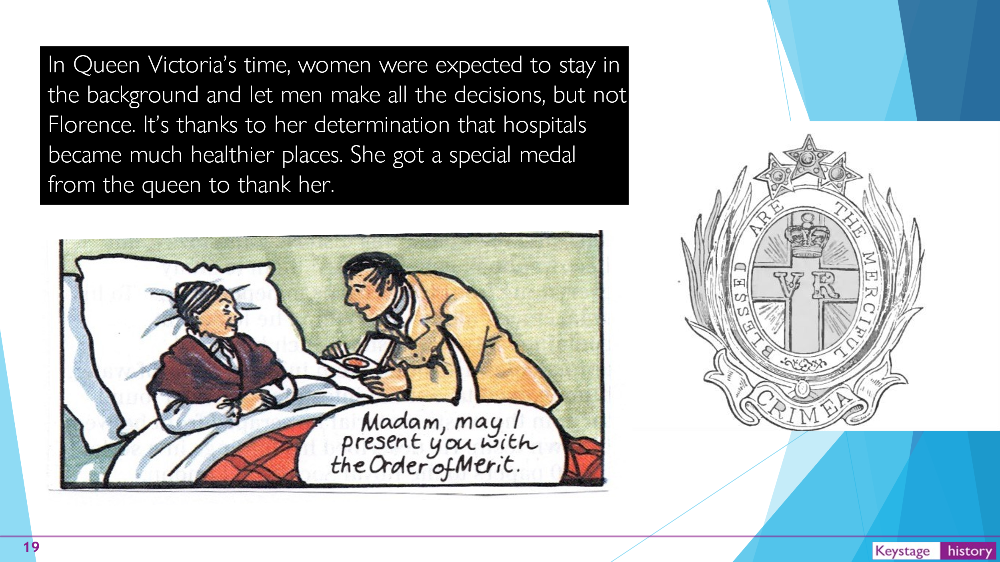 In Queen Victoria’s time, women were expected to stay in
the background and let men make all the decisions, but not
Florence. It’s thanks to her determination that hospitals
became much healthier places. She got a special medal
from the queen to thank her.
Madam, may I
present you with
the Order of Merit.
BLESSED ARE THE MERCIFUL
VR
CRIMEA
19
Keystage history